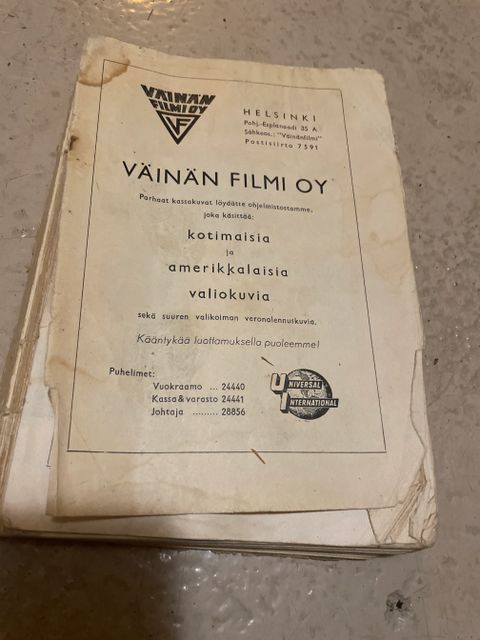 VÄINÄN
FILMI OY
VF
HELSINKI
Pohj.-Esplanaadi 35 A
Sähkeos.: "Väinänfilmi"
Postisiirto 7591
VÄINÄN FILMI OY
Parhaat kassakuvat löydätte ohjelmistostamme,
joka käsittää:
kotimaisia
ja
amerikkalaisia
valiokuvia
sekä suuren valikoiman veronalennuskuvia.
Kääntykää luottamuksella puoleemme!
Puhelimet:
Vuokraamo ... 24440
Kassa & varasto 24441
Johtaja ......... 28856
UNIVERSAL
INTERNATIONAL